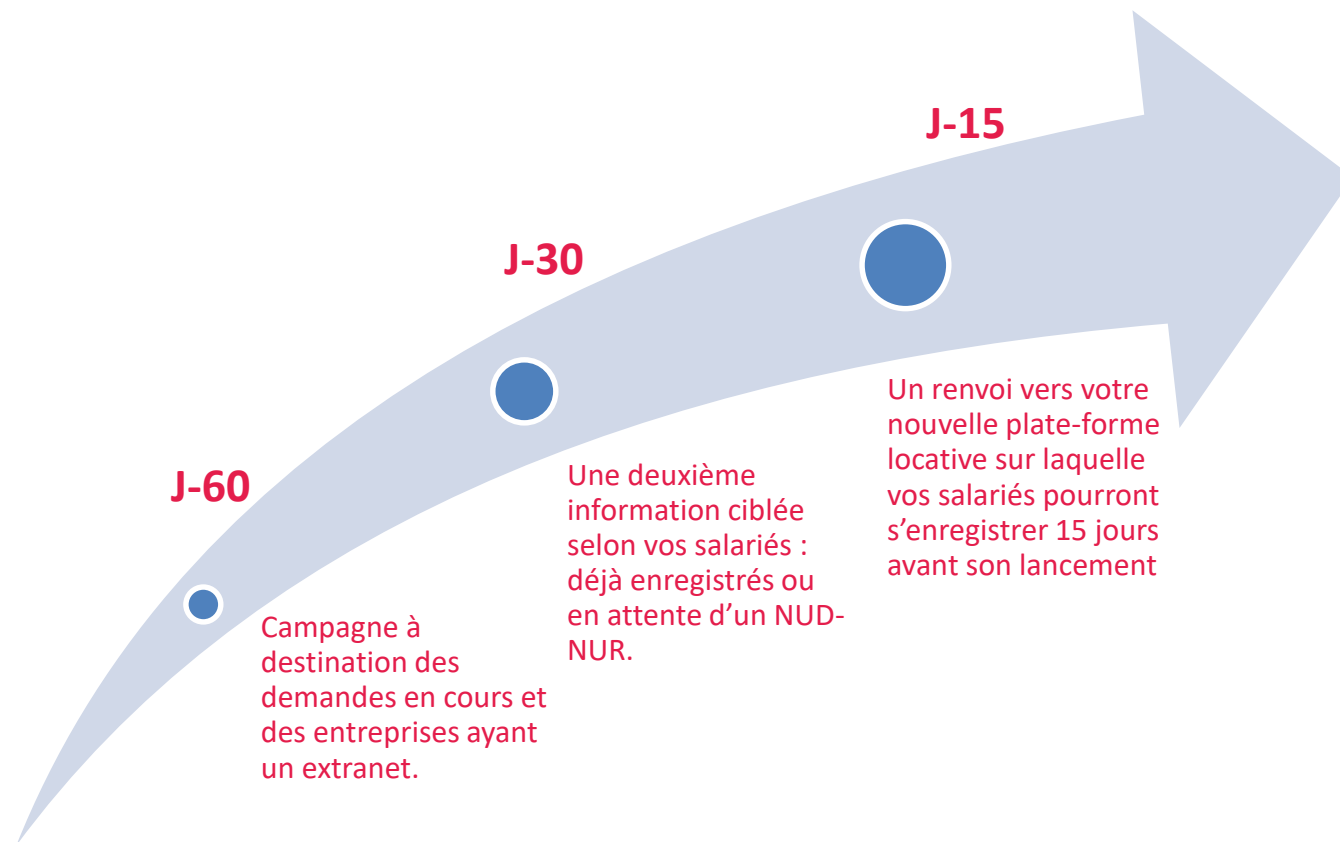 J-60
Campagne à
destination des
demandes en cours et
des entreprises ayant
un extranet.
J-30
Une deuxième
information ciblée
selon vos salariés :
déjà enregistrés ou
en attente d’un NUD-
NUR.
J-15
Un renvoi vers votre
nouvelle plate-forme
locative sur laquelle
vos salariés pourront
s’enregistrer 15 jours
avant son lancement